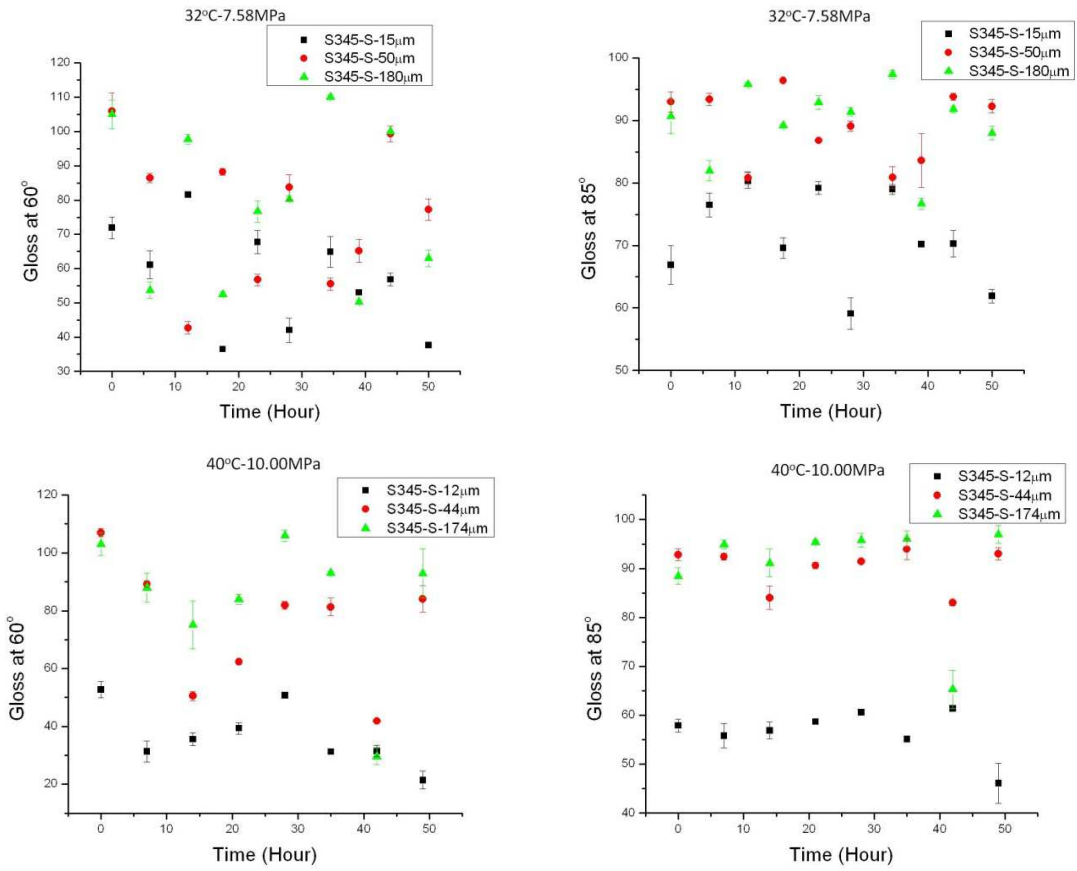 32°C-7.58MPa
S345-S-15μm
S345-S-50μm
S345-S-180μm
Gloss at 60°
120
110
100
90
80
70
60
50
40
30
0 10 20 30 40 50
Time (Hour)
32°C-7.58MPa
S345-S-15μm
S345-S-50μm
S345-S-180μm
Gloss at 85°
100
90
80
70
60
50
0 10 20 30 40 50
Time (Hour)
40°C-10.00MPa
S345-S-12μm
S345-S-44μm
S345-S-174μm
Gloss at 60°
120
100
80
60
40
20
0 10 20 30 40 50
Time (Hour)
40°C-10.00MPa
S345-S-12μm
S345-S-44μm
S345-S-174μm
Gloss at 85°
100
90
80
70
60
50
40
0 10 20 30 40 50
Time (Hour)